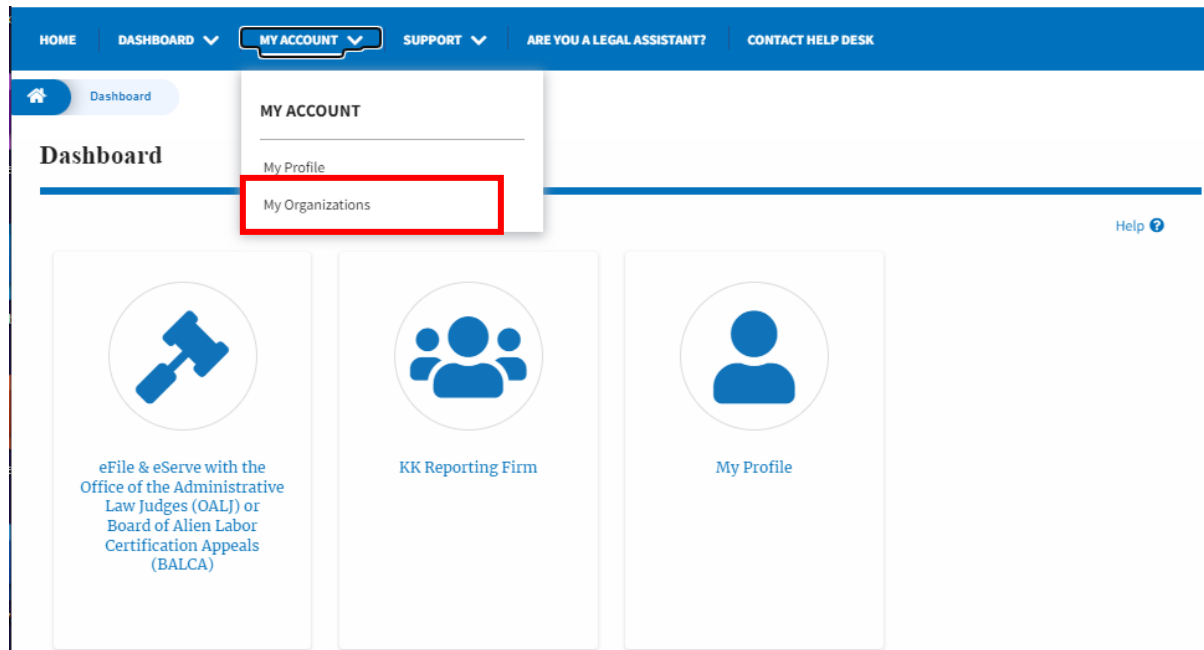 HOME DASHBOARD MY ACCOUNT SUPPORT ARE YOU A LEGAL ASSISTANT? CONTACT HELP DESK
Dashboard
MY ACCOUNT
Dashboard
My Profile
My Organizations
Help
eFile & eServe with the
Office of the Administrative
Law Judges (OALJ) or
Board of Alien Labor
Certification Appeals
(BALCA)
KK Reporting Firm
My Profile